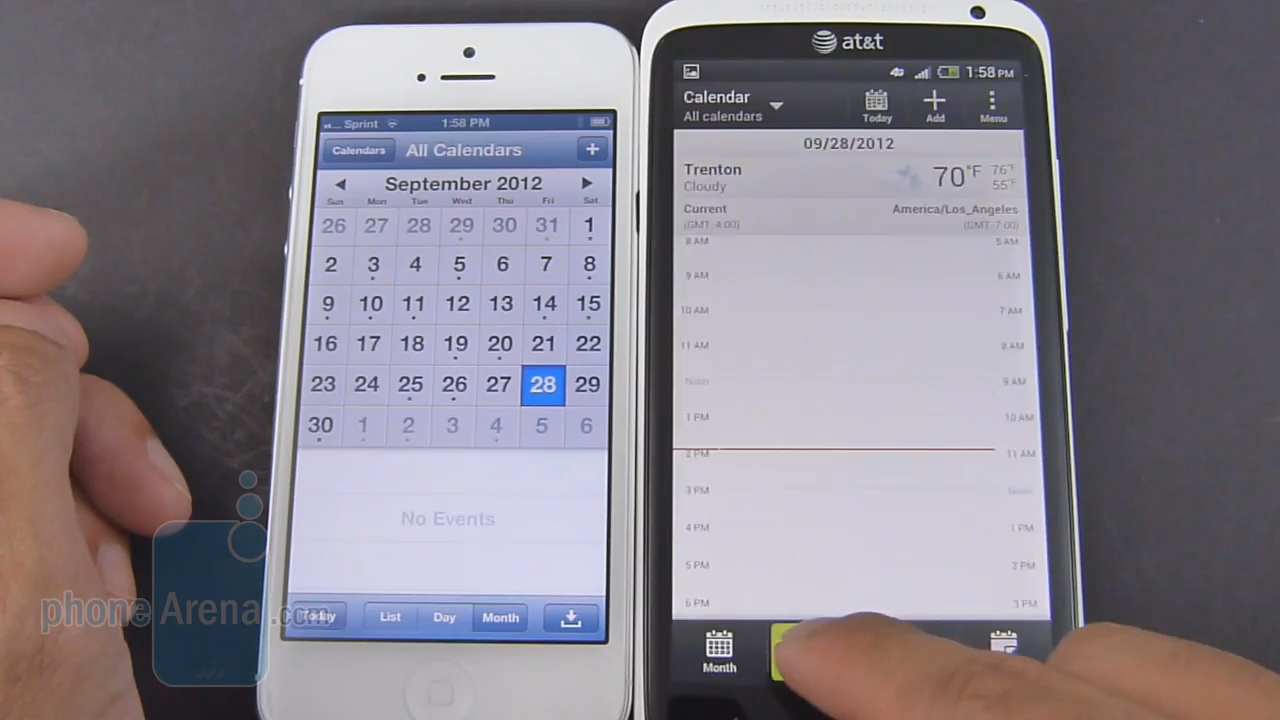 Sprint 1:58 PM
Calendars All Calendars +
September 2012
Sun Mon Tue Wed Thu Fri Sat
26 27 28 29 30 31 1
2 3 4 5 6 7 8
9 10 11 12 13 14 15
16 17 18 19 20 21 22
23 24 25 26 27 28 29
30 1 2 3 4 5 6
No Events
Today List Day Month
at&t
4G 1:58 PM
Calendar
All calendars
Today Add Menu
09/28/2012
Trenton
Cloudy
70°F 76°F
55°F
Current America/Los_Angeles
(GMT-4:00) (GMT-7:00)
8 AM 5 AM
9 AM 6 AM
10 AM 7 AM
11 AM 8 AM
Noon 9 AM
1 PM 10 AM
2 PM 11 AM
3 PM Noon
4 PM 1 PM
5 PM 2 PM
6 PM 3 PM
Month
phoneArena.com